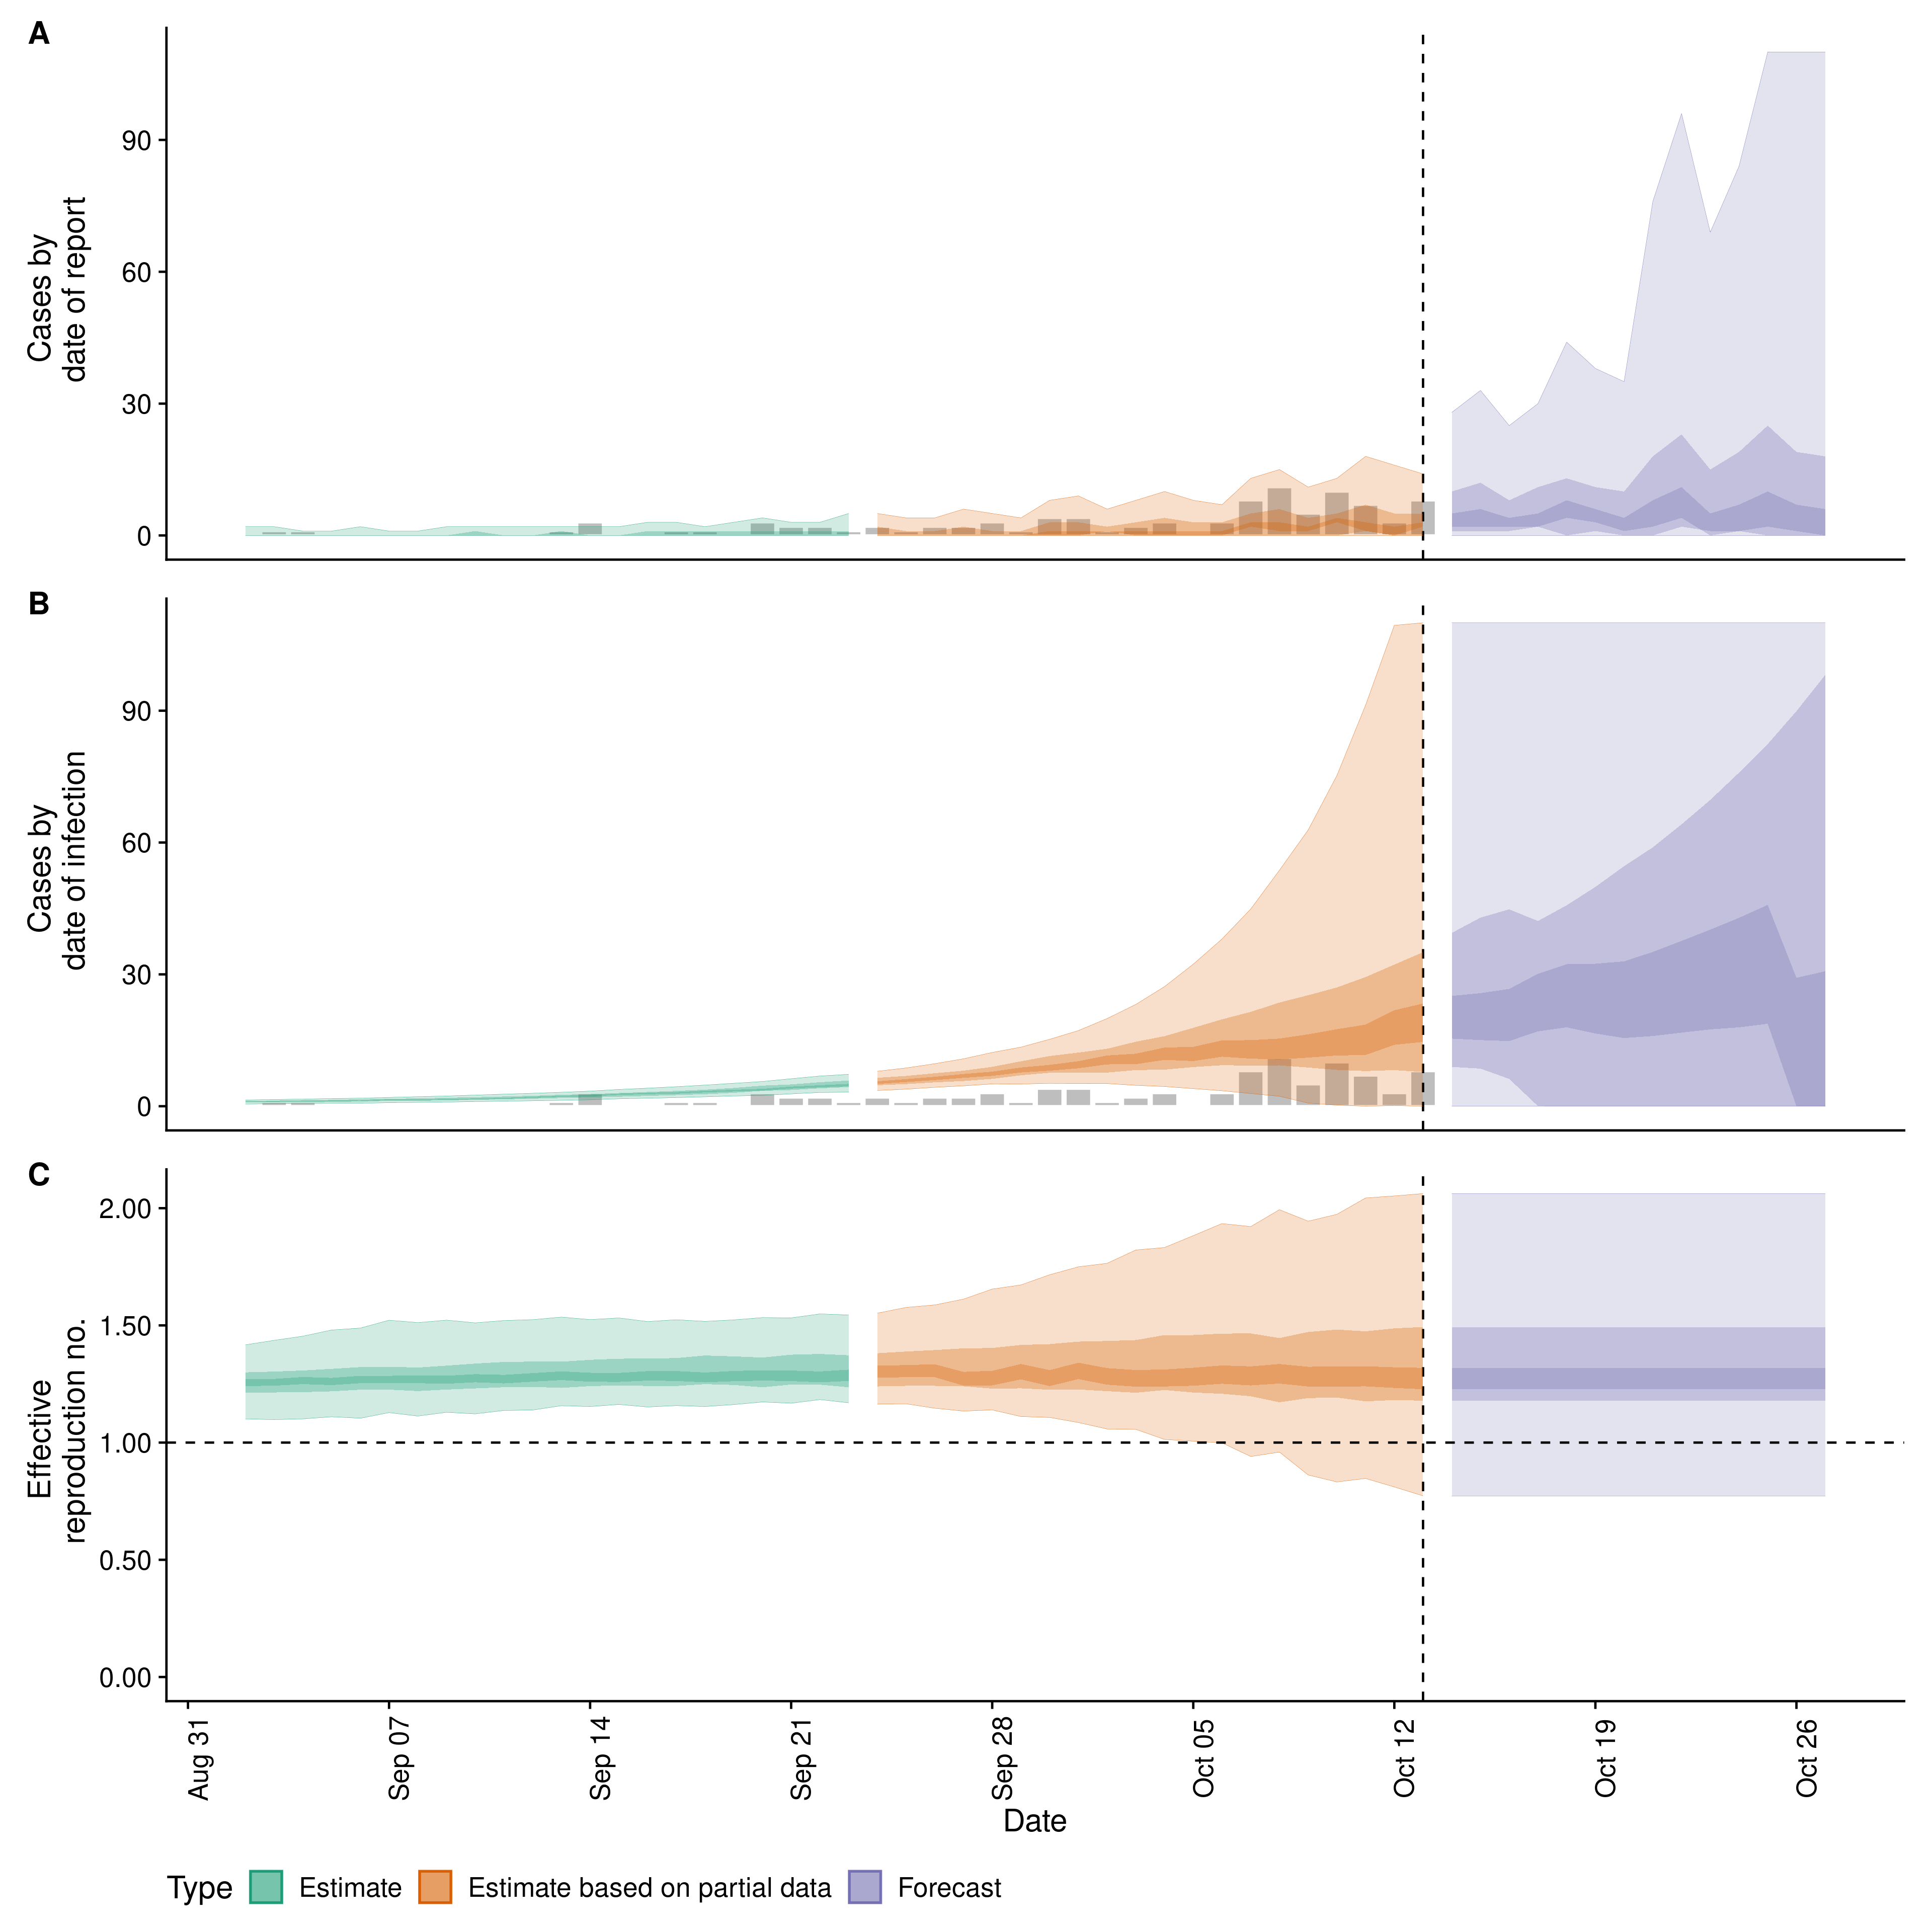 A
Cases by
date of report
90
60
30
0
B
Cases by
date of infection
90
60
30
0
C
Effective
reproduction no.
2.00
1.50
1.00
0.50
0.00
Aug 31
Sep 07
Sep 14
Sep 21
Sep 28
Oct 05
Oct 12
Oct 19
Oct 26
Date
Type Estimate Estimate based on partial data Forecast